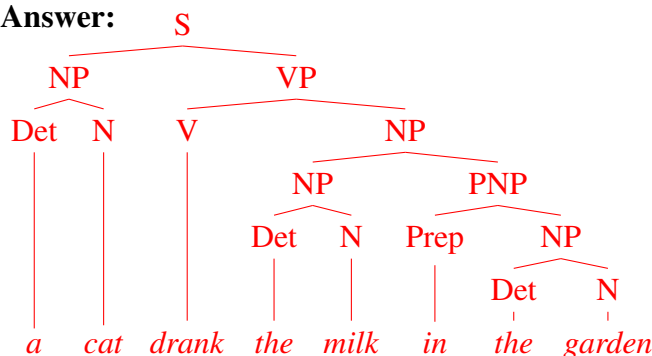 Answer: S
NP VP
Det N V NP
NP PNP
Det N Prep NP
Det N
a cat drank the milk in the garden